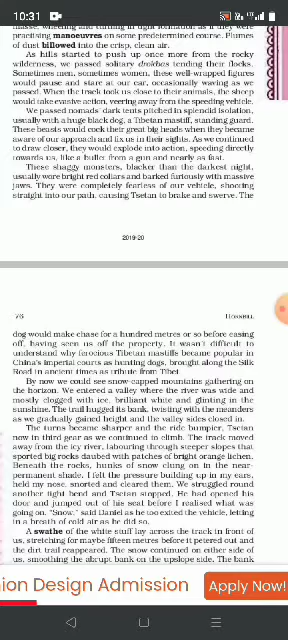 10:31
masse, wheeling and turning in tight formation as if they were
practising manoeuvres on some predetermined course. Plumes
of dust billowed into the crisp, clean air.
As hills started to push up once more from the rocky
wilderness, we passed solitary drokbas tending their flocks.
Sometimes men, sometimes women, these well-wrapped figures
would pause and stare at our car, occasionally waving as we
passed. When the track took us close to their animals, the sheep
would take evasive action, veering away from the speeding vehicle.
We passed nomads' dark tents pitched in splendid isolation,
usually with a huge black dog, a Tibetan mastiff, standing guard.
These beasts would cock their great big heads when they became
aware of our approach and fix us in their sights. As we continued
to draw closer, they would explode into action, speeding directly
towards us, like a bullet from a gun and nearly as fast.
These shaggy monsters, blacker than the darkest night,
usually wore bright red collars and barked furiously with massive
jaws. They were completely fearless of our vehicle, shooting
straight into our path, causing Tsetan to brake and swerve. The
2019-20
76 HORNBILL
dog would make chase for a hundred metres or so before easing
off, having seen us off the property. It wasn't difficult to
understand why ferocious Tibetan mastiffs became popular in
China's imperial courts as hunting dogs, brought along the Silk
Road in ancient times as tribute from Tibet.
By now we could see snow-capped mountains gathering on
the horizon. We entered a valley where the river was wide and
mostly clogged with ice, brilliant white and glinting in the
sunshine. The trail hugged its bank, twisting with the meanders
as we gradually gained height and the valley sides closed in.
The turns became sharper and the ride bumpier, Tsetan
now in third gear as we continued to climb. The track moved
away from the icy river, labouring through steeper slopes that
sported big rocks daubed with patches of bright orange lichen.
Beneath the rocks, hunks of snow clung on in the near-
permanent shade. I felt the pressure building up in my ears,
held my nose, snorted and cleared them. We struggled round
another tight bend and Tsetan stopped. He had opened his
door and jumped out of his seat before I realised what was
going on. "Snow," said Daniel as he too exited the vehicle, letting
in a breath of cold air as he did so.
A swathe of the white stuff lay across the track in front of
us, stretching for maybe fifteen metres before it petered out and
the dirt trail reappeared. The snow continued on either side of
us, smoothing the abrupt bank on the upslope side. The bank
ion Design Admission
Apply Now!